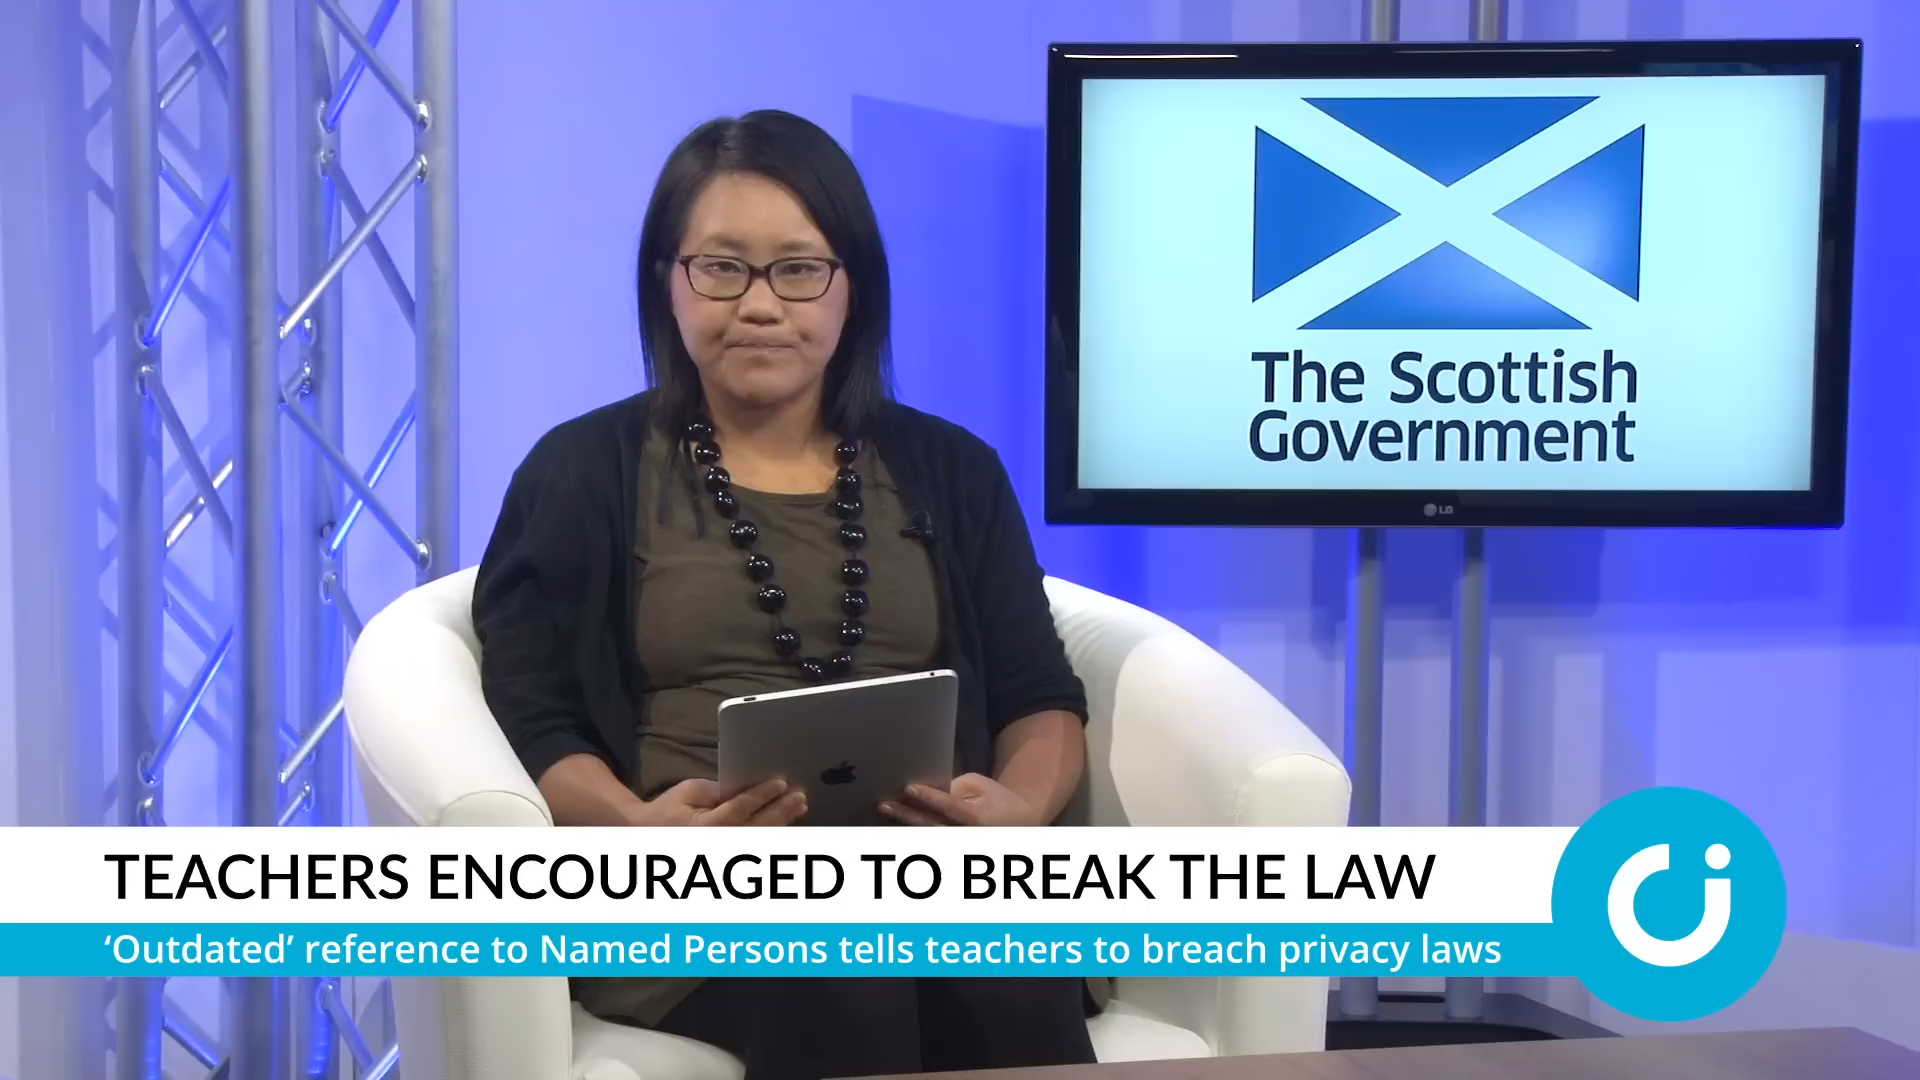 The Scottish
Government
LG
TEACHERS ENCOURAGED TO BREAK THE LAW
‘Outdated’ reference to Named Persons tells teachers to breach privacy laws